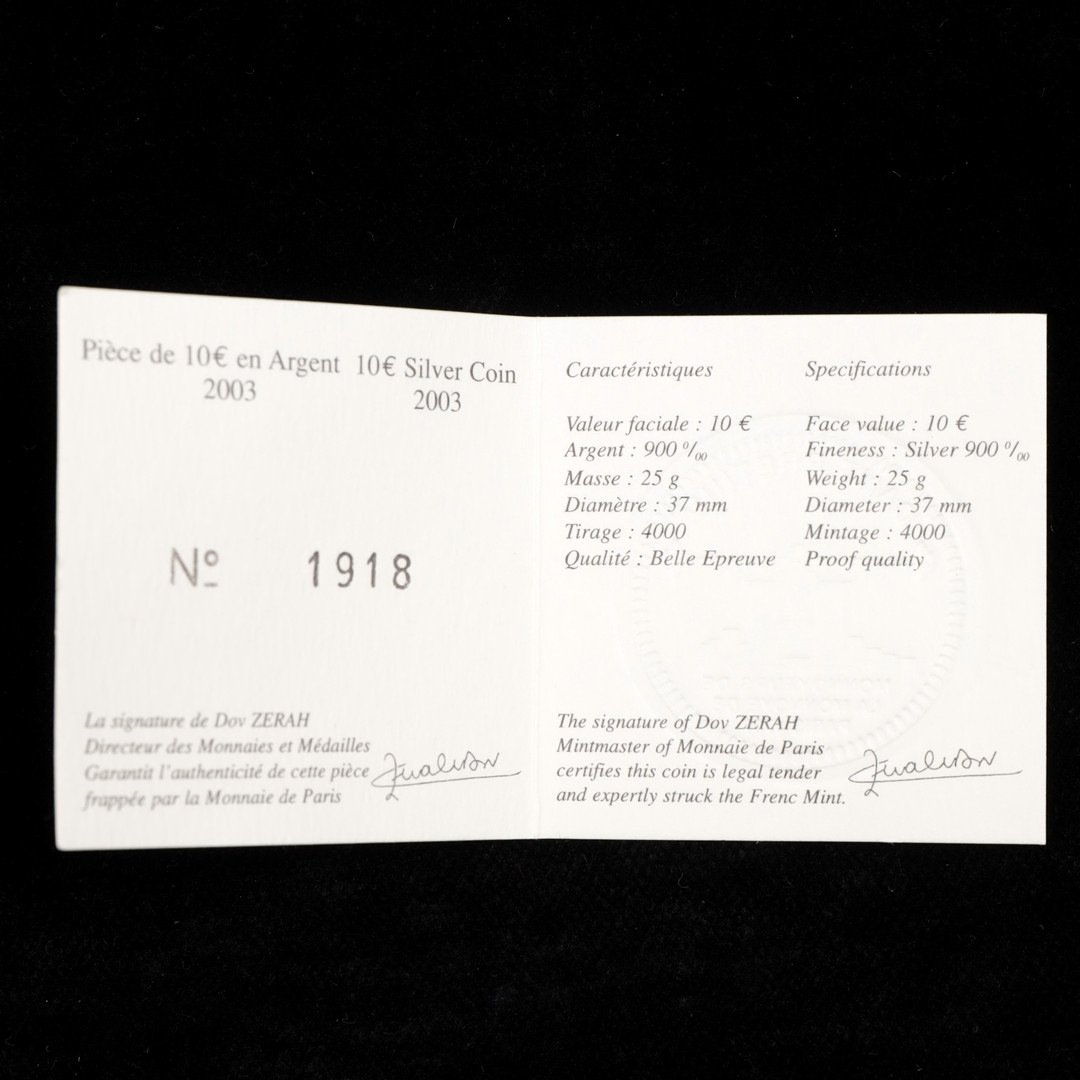 Pièce de 10€ en Argent
2003
10€ Silver Coin
2003
Nº 1918
La signature de Dov ZERAH
Directeur des Monnaies et Médailles
Garantit l'authenticité de cette pièce
frappée par la Monnaie de Paris
Caractéristiques
Valeur faciale : 10 €
Argent : 900 ‰
Masse : 25 g
Diamètre : 37 mm
Tirage : 4000
Qualité : Belle Epreuve
Specifications
Face value : 10 €
Fineness : Silver 900 ‰
Weight : 25 g
Diameter : 37 mm
Mintage : 4000
Proof quality
The signature of Dov ZERAH
Mintmaster of Monnaie de Paris
certifies this coin is legal tender
and expertly struck the Frenc Mint.